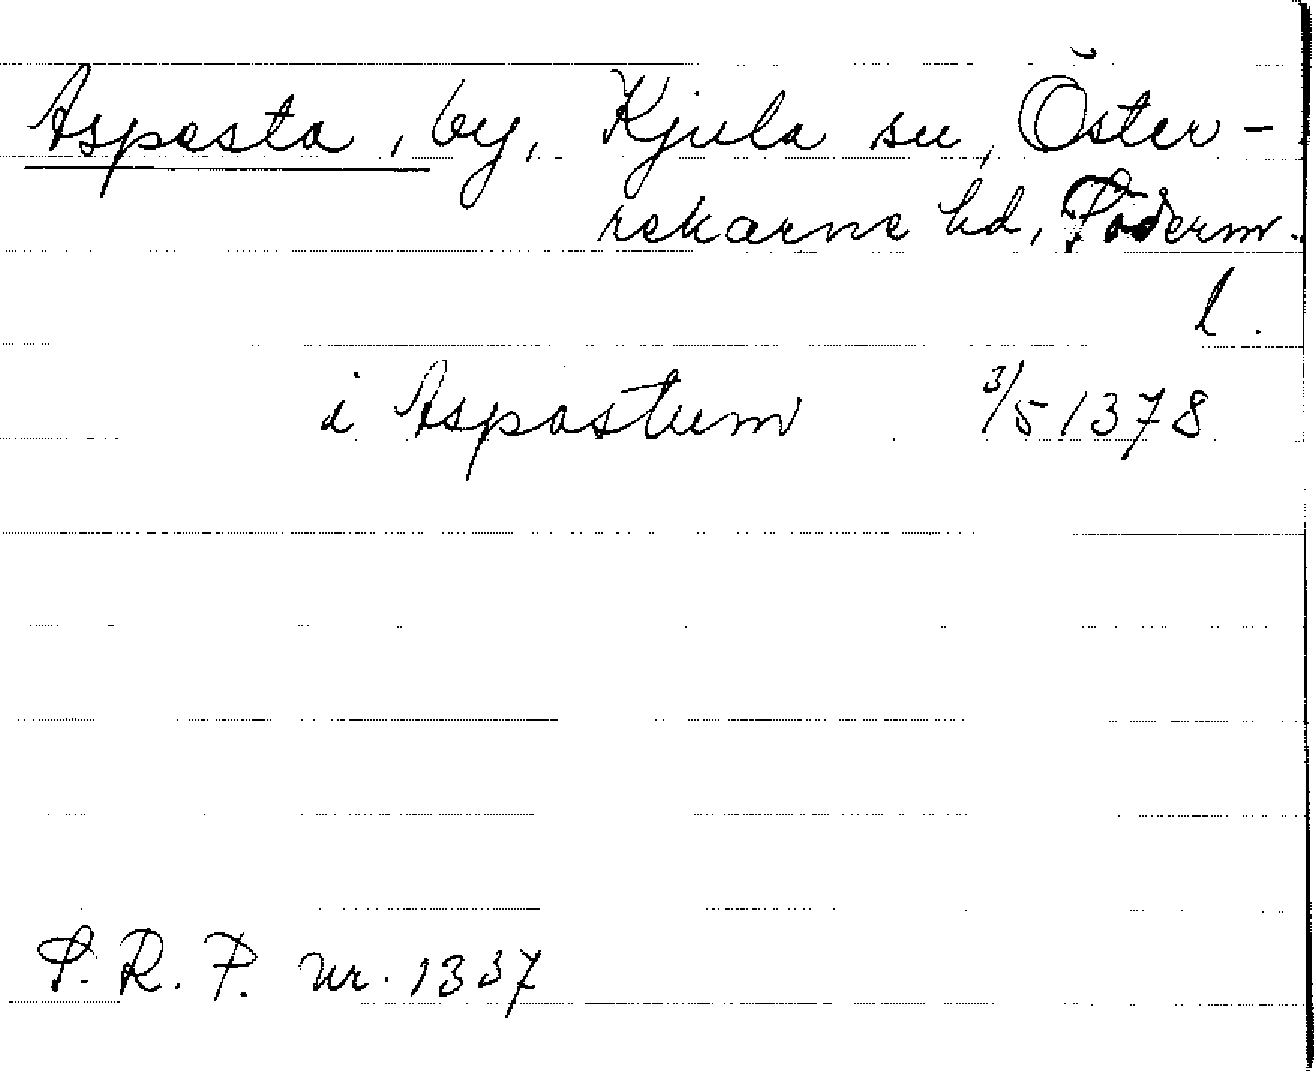 Aspesta, by, Kjula sn, Öster-
rekarne hd, Söderm.
l.
i Aspastum 3/5 1378
S. R. P. nr. 1337